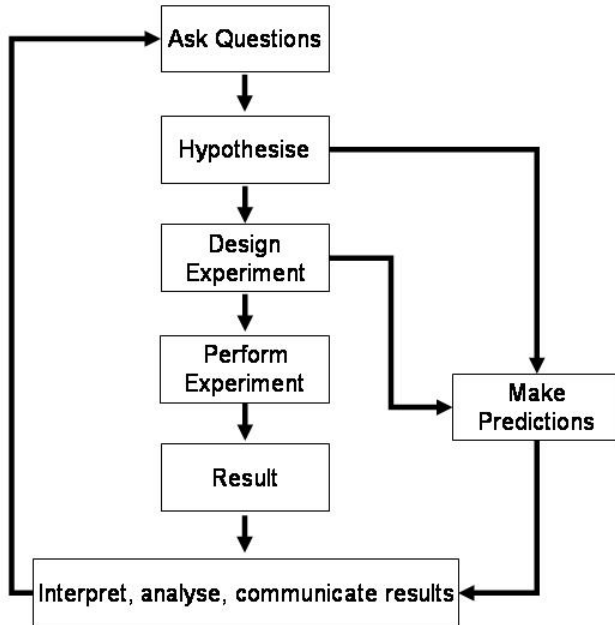 Ask Questions
Hypothesise
Design
Experiment
Perform
Experiment
Make
Predictions
Result
Interpret, analyse, communicate results